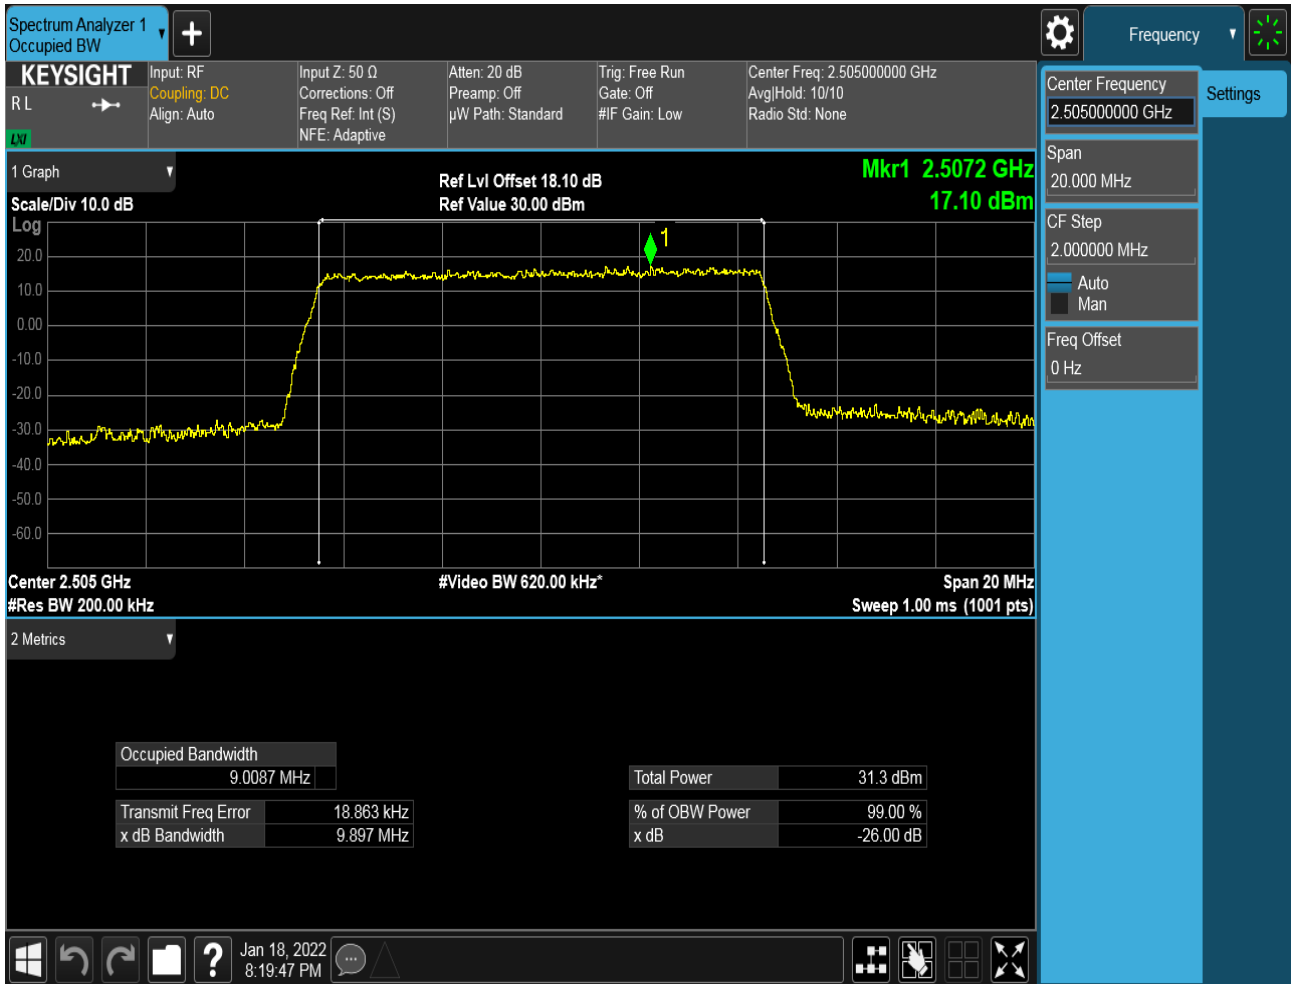 Spectrum Analyzer 1
Occupied BW
Frequency
KEYSIGHT
R L
LXI
Input: RF
Coupling: DC
Align: Auto
Input Z: 50 Ω
Corrections: Off
Freq Ref: Int (S)
NFE: Adaptive
Atten: 20 dB
Preamp: Off
µW Path: Standard
Trig: Free Run
Gate: Off
#IF Gain: Low
Center Freq: 2.505000000 GHz
Avg|Hold: 10/10
Radio Std: None
Center Frequency
2.505000000 GHz
Settings
Span
20.000 MHz
CF Step
2.000000 MHz
Auto
Man
Freq Offset
0 Hz
1 Graph
Scale/Div 10.0 dB
Ref Lvl Offset 18.10 dB
Ref Value 30.00 dBm
Mkr1 2.5072 GHz
17.10 dBm
Log
1
20.0
10.0
0.00
-10.0
-20.0
-30.0
-40.0
-50.0
-60.0
Center 2.505 GHz
#Res BW 200.00 kHz
#Video BW 620.00 kHz*
Span 20 MHz
Sweep 1.00 ms (1001 pts)
2 Metrics
Occupied Bandwidth
9.0087 MHz
Transmit Freq Error 18.863 kHz
x dB Bandwidth 9.897 MHz
Total Power 31.3 dBm
% of OBW Power 99.00 %
x dB -26.00 dB
?
Jan 18, 2022
8:19:47 PM